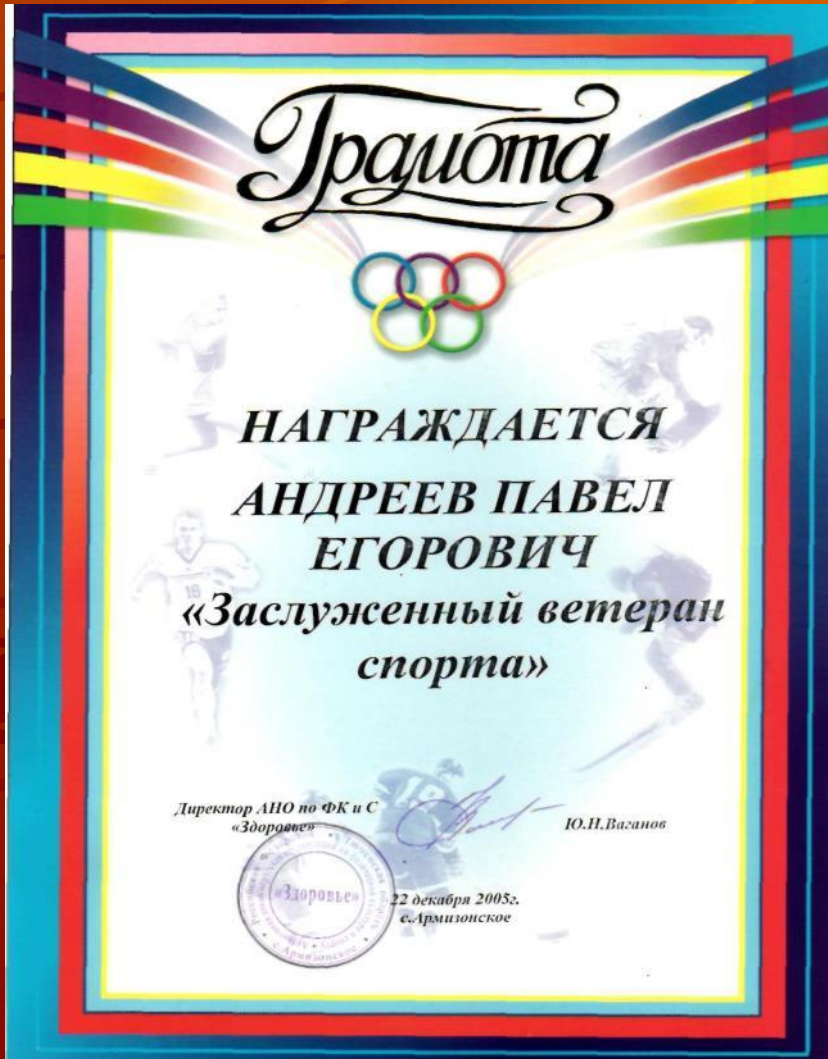 Грамота
НАГРАЖДАЕТСЯ
АНДРЕЕВ ПАВЕЛ
ЕГОРОВИЧ
«Заслуженный ветеран
спорта»
Директор АНО по ФК и С
«Здоровье»
Ю.Н.Ваганов
«Здоровье»
22 декабря 2005г.
с.Армизонское
18